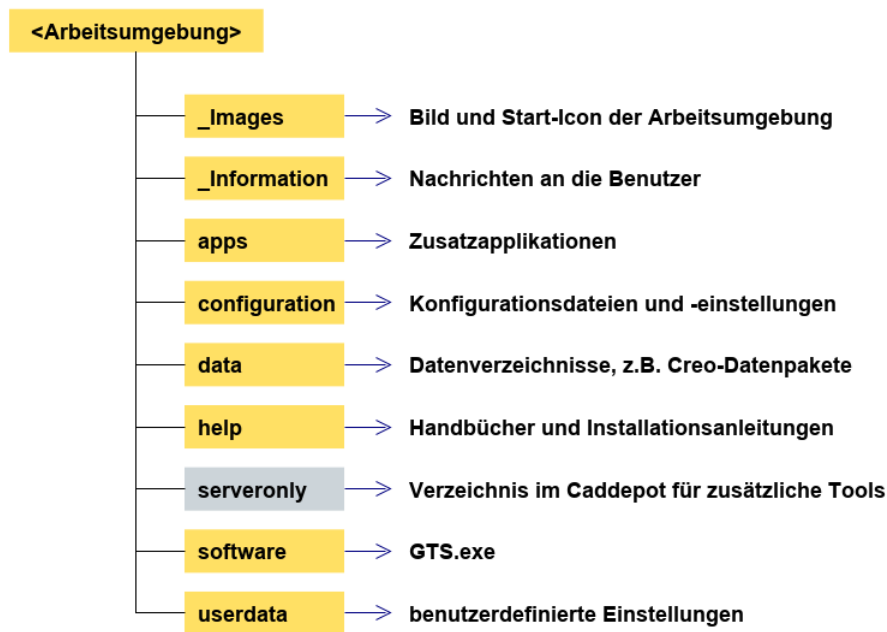 <Arbeitsumgebung>
_Images Bild und Start-Icon der Arbeitsumgebung
_Information Nachrichten an die Benutzer
apps Zusatzapplikationen
configuration Konfigurationsdateien und -einstellungen
data Datenverzeichnisse, z.B. Creo-Datenpakete
help Handbücher und Installationsanleitungen
serveronly Verzeichnis im Caddepot für zusätzliche Tools
software GTS.exe
userdata benutzerdefinierte Einstellungen